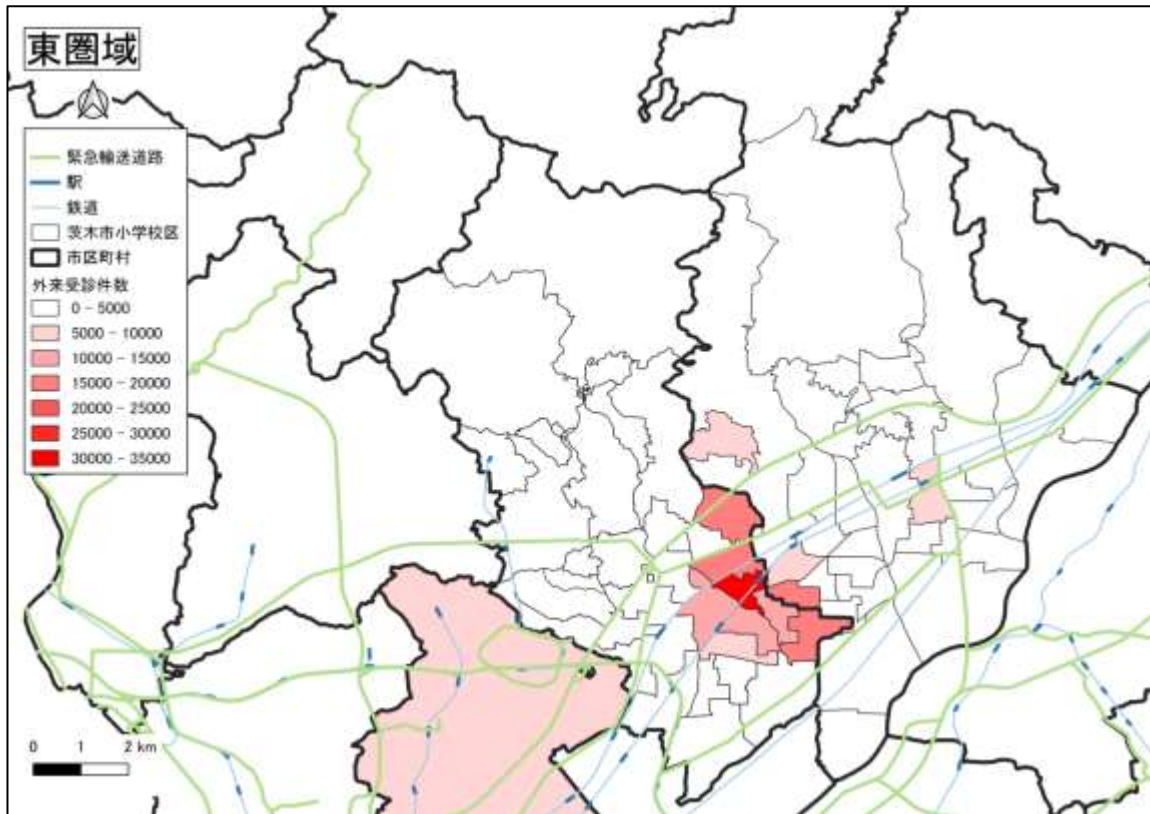 東圏域
緊急輸送道路
駅
鉄道
茨木市小学校区
市区町村
外来受診件数
0 - 5000
5000 - 10000
10000 - 15000
15000 - 20000
20000 - 25000
25000 - 30000
30000 - 35000
0 1 2 km